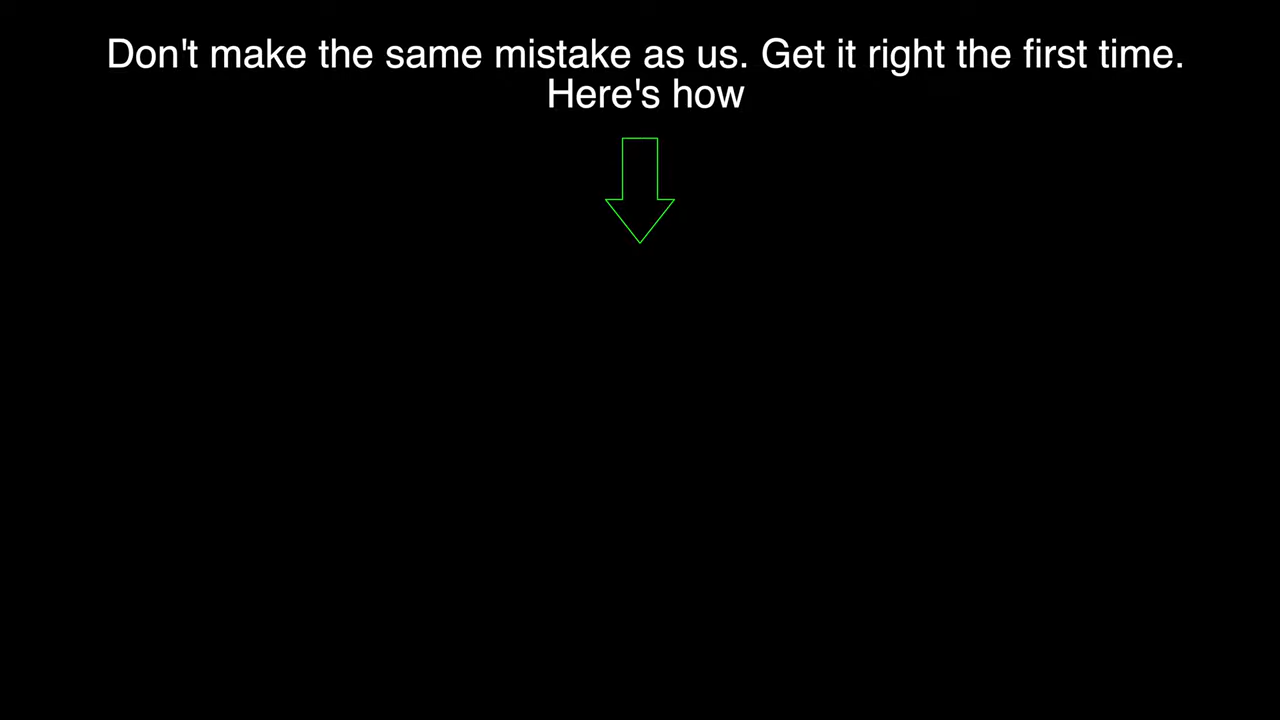 Don't make the same mistake as us. Get it right the first time.
Here's how